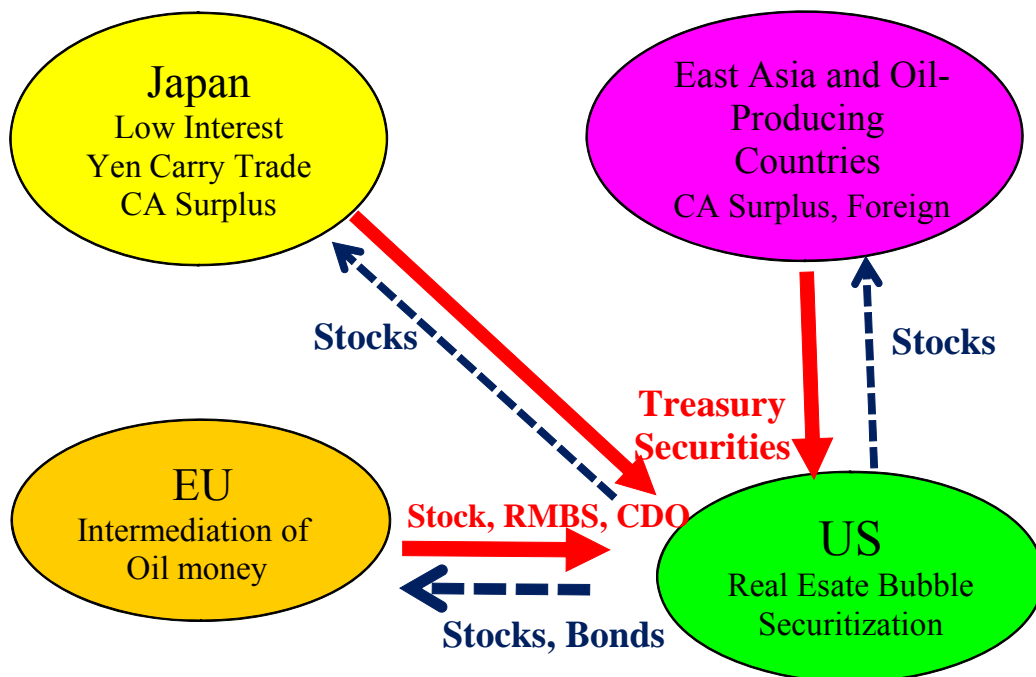 Japan
Low Interest
Yen Carry Trade
CA Surplus
East Asia and Oil-
Producing
Countries
CA Surplus, Foreign
Stocks
Stocks
Treasury
Securities
EU
Intermediation of
Oil money
Stock, RMBS, CDO
Stocks, Bonds
US
Real Esate Bubble
Securitization